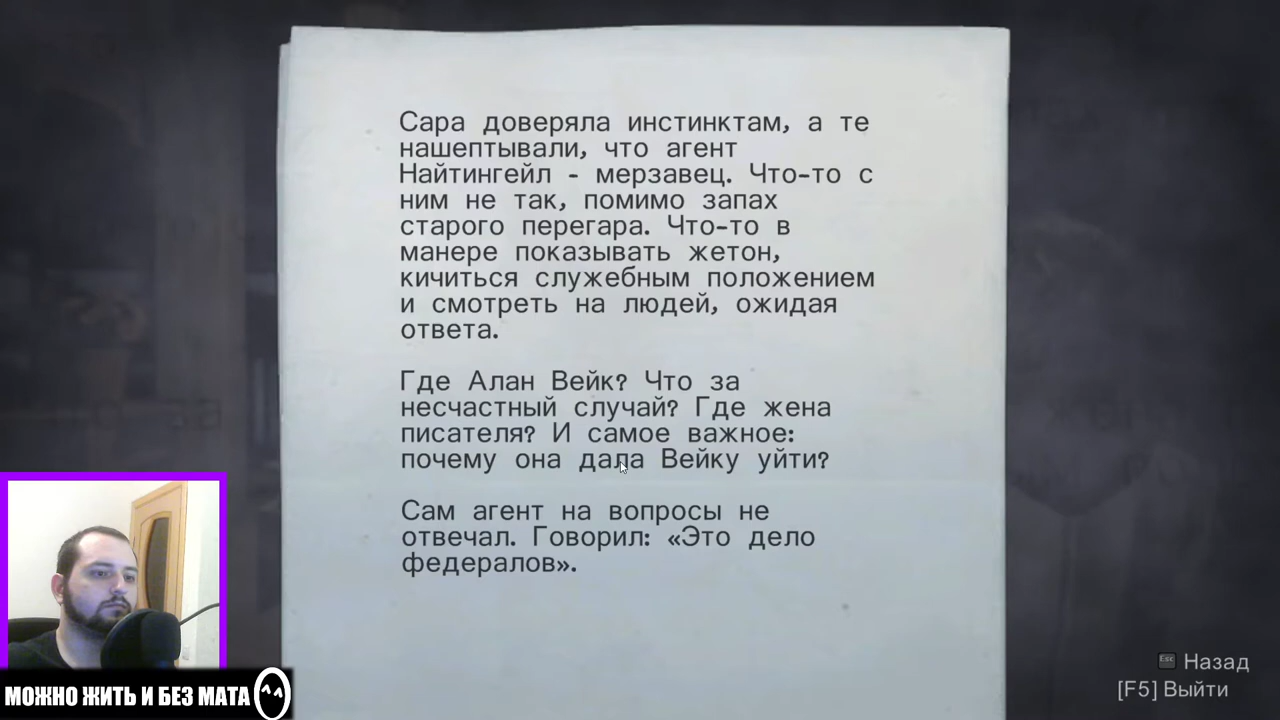 Сара доверяла инстинктам, а те
нашептывали, что агент
Найтингейл - мерзавец. Что-то с
ним не так, помимо запах
старого перегара. Что-то в
манере показывать жетон,
кичиться служебным положением
и смотреть на людей, ожидая
ответа.
Где Алан Вейк? Что за
несчастный случай? Где жена
писателя? И самое важное:
почему она дала Вейку уйти?
Сам агент на вопросы не
отвечал. Говорил: «Это дело
федералов».
МОЖНО ЖИТЬ И БЕЗ МАТА
Esc Назад
[F5] Выйти